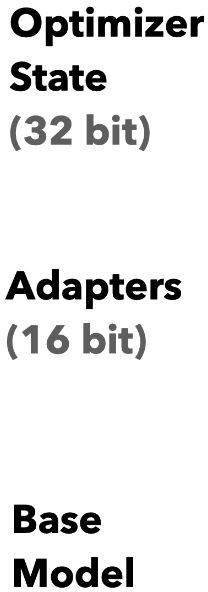 Optimizer
State
(32 bit)
Adapters
(16 bit)
Base
Model